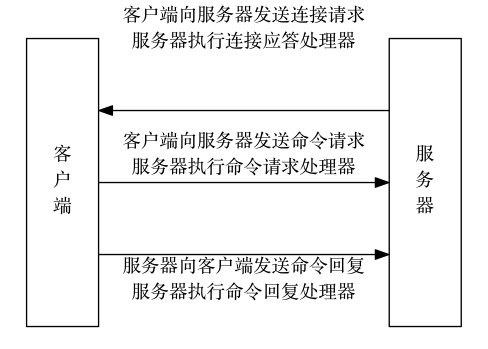 客户端向服务器发送连接请求
服务器执行连接应答处理器
客户端向服务器发送命令请求
服务器执行命令请求处理器
客户端
服务器
服务器向客户端发送命令回复
服务器执行命令回复处理器